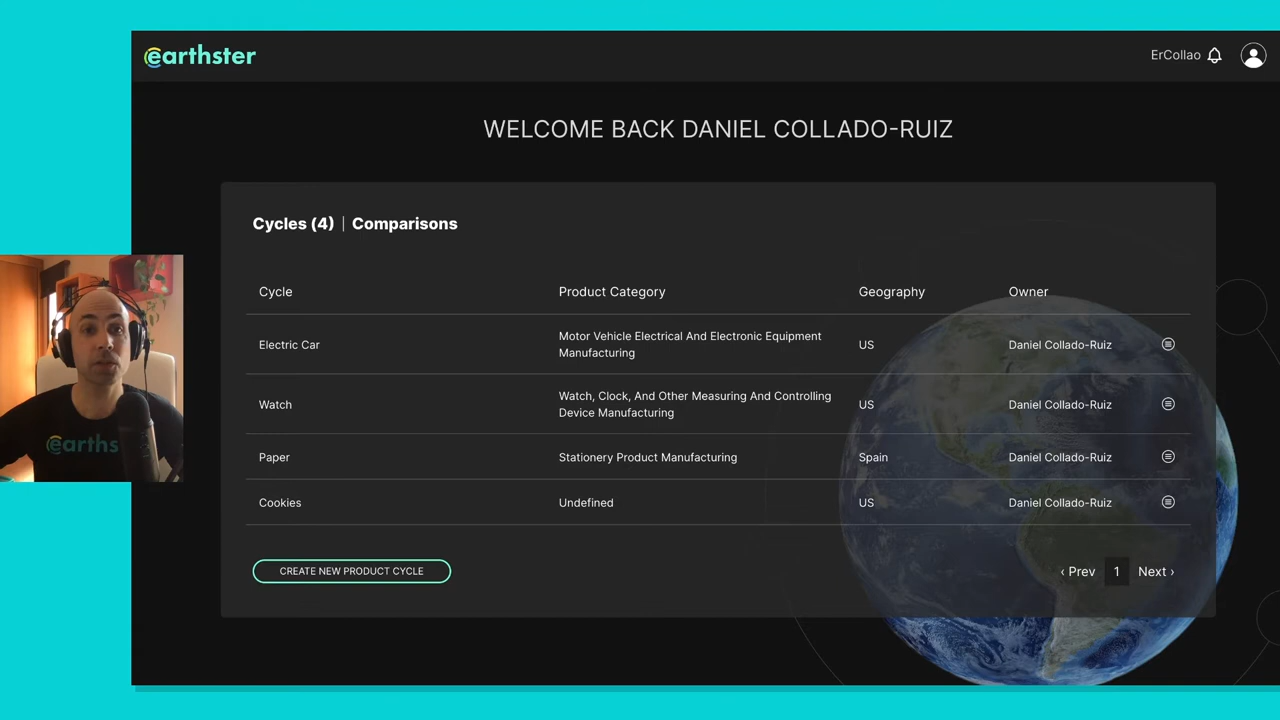 earthster
ErCollao
WELCOME BACK DANIEL COLLADO-RUIZ
Cycles (4) | Comparisons
Cycle Product Category Geography Owner
Electric Car Motor Vehicle Electrical And Electronic Equipment Manufacturing US Daniel Collado-Ruiz
Watch Watch, Clock, And Other Measuring And Controlling Device Manufacturing US Daniel Collado-Ruiz
Paper Stationery Product Manufacturing Spain Daniel Collado-Ruiz
Cookies Undefined US Daniel Collado-Ruiz
CREATE NEW PRODUCT CYCLE
‹ Prev 1 Next ›
earths